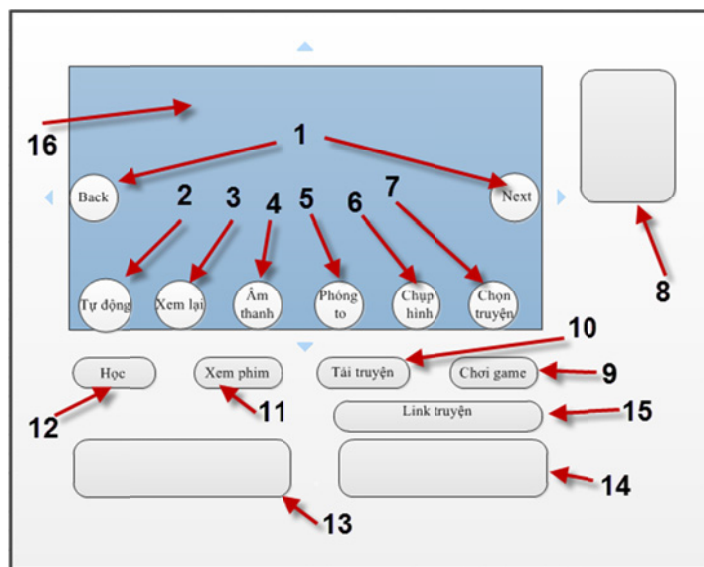 16
1
Back
2
3
4
5
6
7
Next
8
Tự động
Xem lại
Âm
thanh
Phóng
to
Chụp
hình
Chọn
truyện
10
Học
Xem phim
Tải truyện
Chơi game
9
12
11
Link truyện
15
13
14